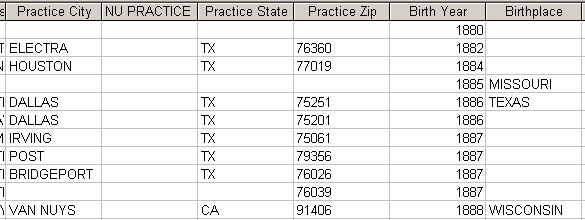 Practice City NU PRACTICE Practice State Practice Zip Birth Year Birthplace
1880
ELECTRA TX 76360 1882
HOUSTON TX 77019 1884
1885 MISSOURI
DALLAS TX 75251 1886 TEXAS
DALLAS TX 75201 1886
IRVING TX 75061 1887
POST TX 79356 1887
BRIDGEPORT TX 76026 1887
76039 1887
VAN NUYS CA 91406 1888 WISCONSIN